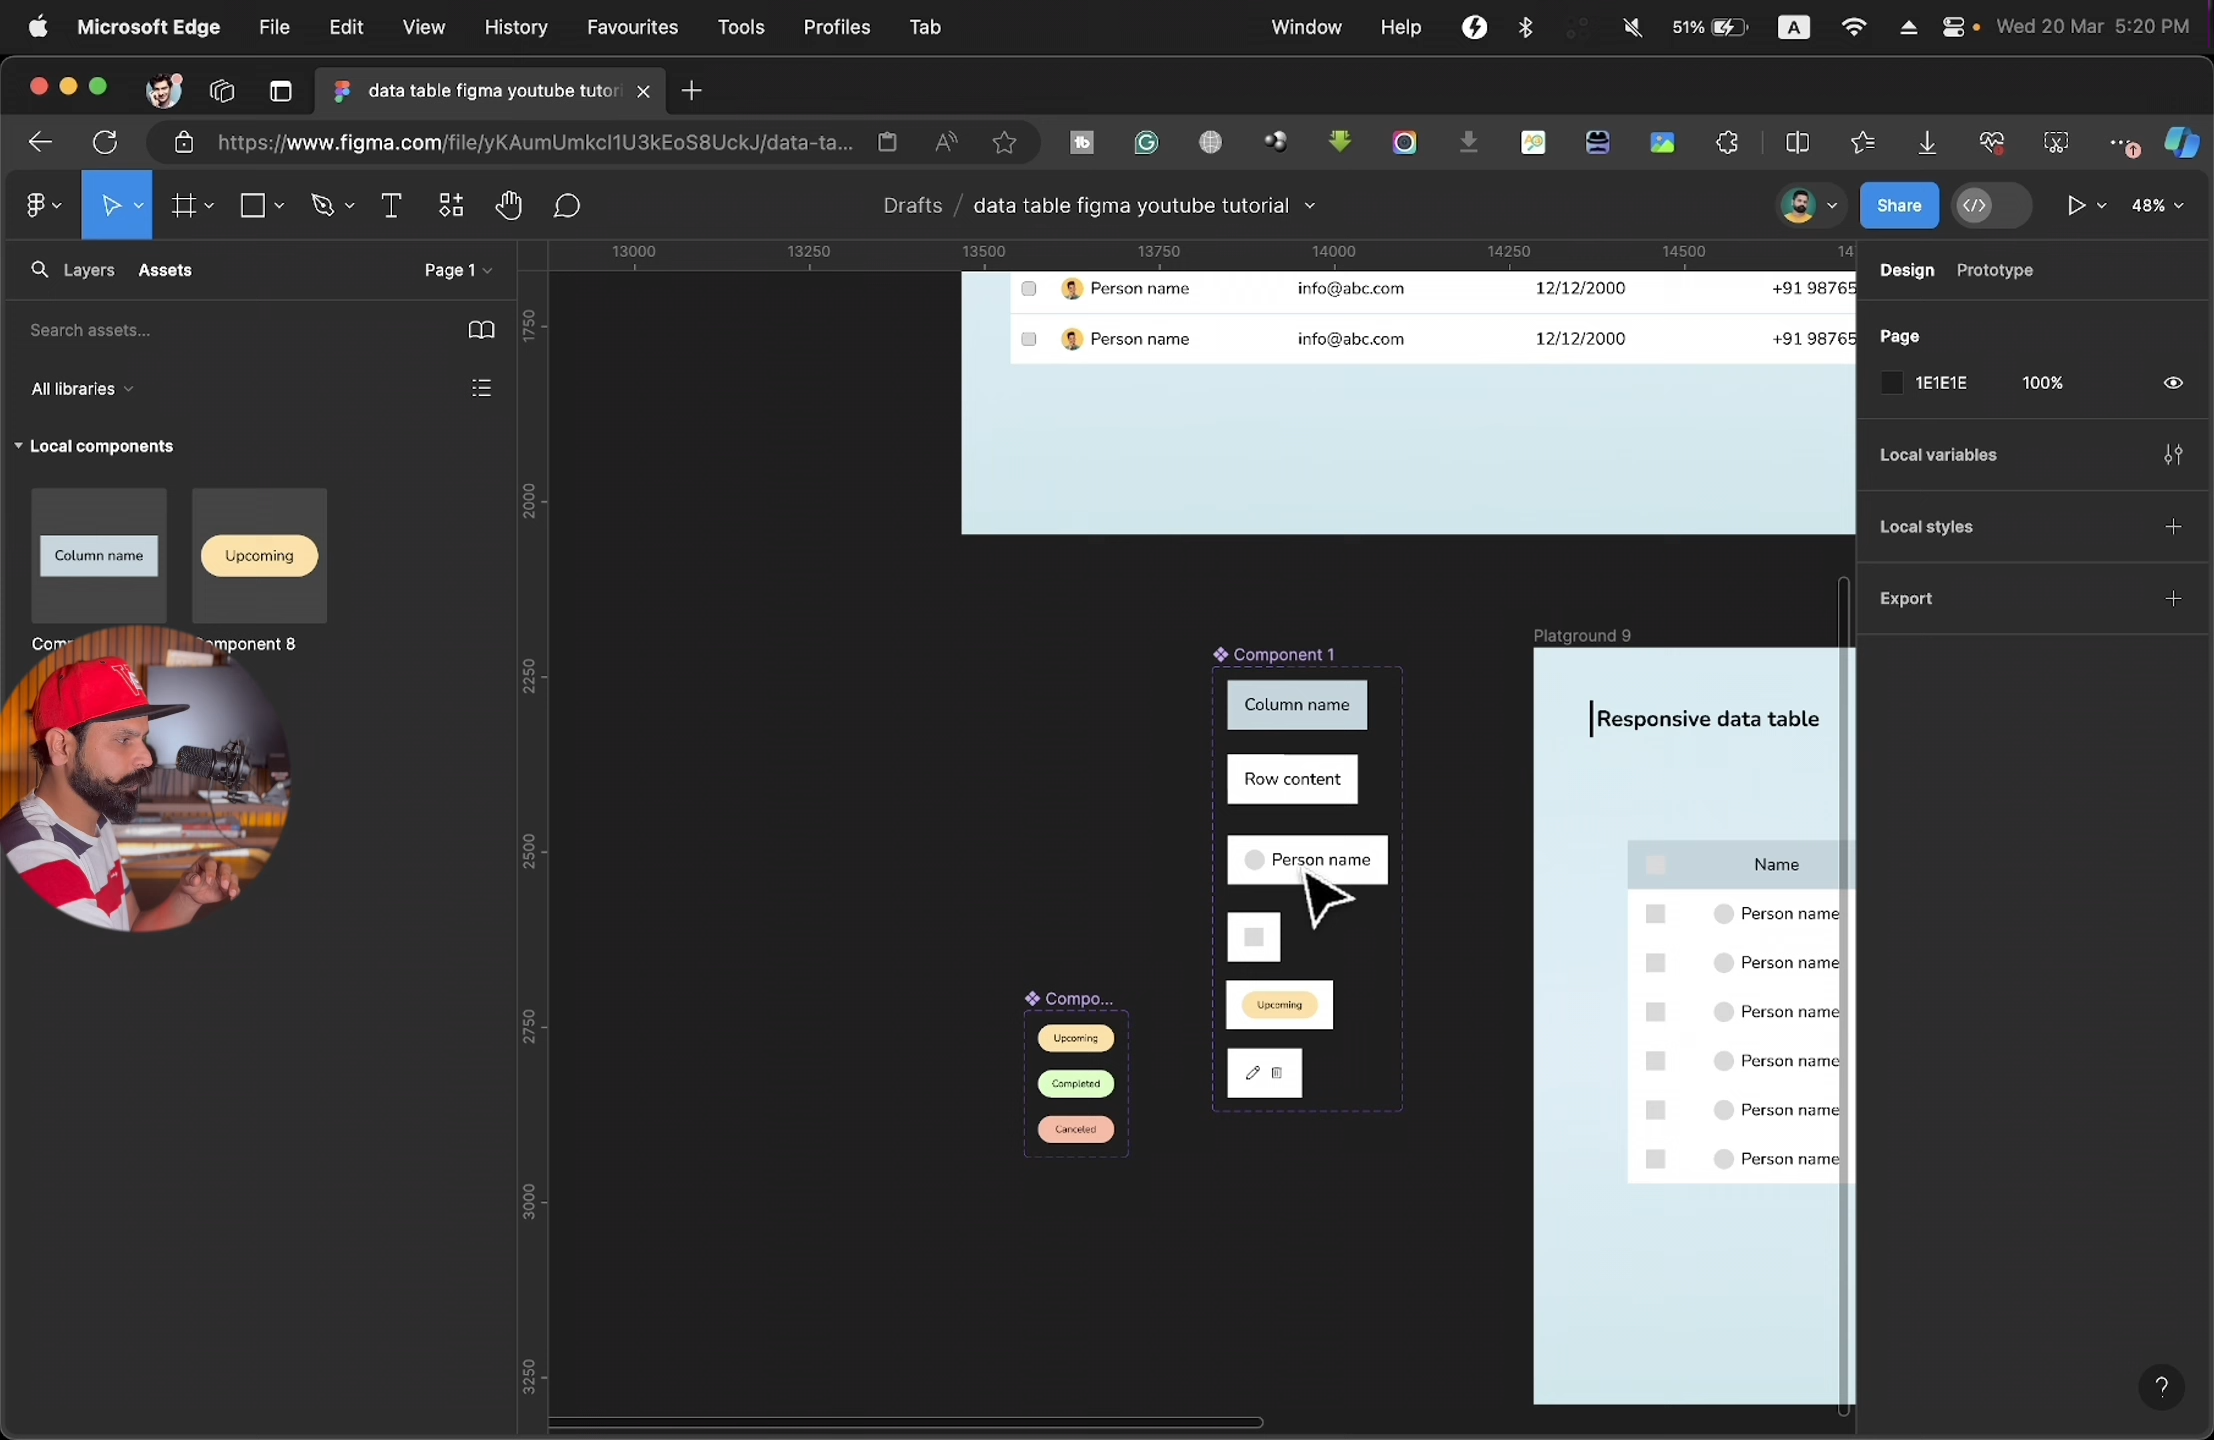 Microsoft Edge File Edit View History Favourites Tools Profiles Tab Window Help 51% A Wed 20 Mar 5:20 PM
data table figma youtube tutori
https://www.figma.com/file/yKAumUmkcI1U3kEoS8UckJ/data-ta...
Drafts / data table figma youtube tutorial
Share
48%
Layers Assets Page 1
Search assets...
All libraries
Local components
Column name
Upcoming
Component 8
13000 13250 13500 13750 14000 14250 14500
1750
2000
2250
2500
2750
3000
3250
Person name info@abc.com 12/12/2000 +91 98765
Person name info@abc.com 12/12/2000 +91 98765
Component 1
Column name
Row content
Person name
Upcoming
Compo...
Upcoming
Completed
Canceled
Platground 9
Responsive data table
Name
Person name
Person name
Person name
Person name
Person name
Person name
Design Prototype
Page
1E1E1E 100%
Local variables
Local styles
Export
?